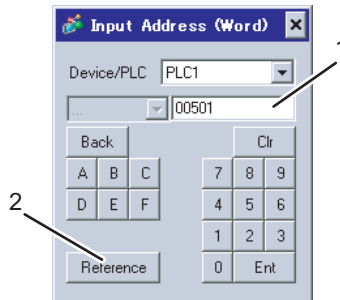 Input Address (Word)
1
Device/PLC PLC1
... 00501
Back Clr
A B C 7 8 9
D E F 4 5 6
2
1 2 3
Reference 0 Ent